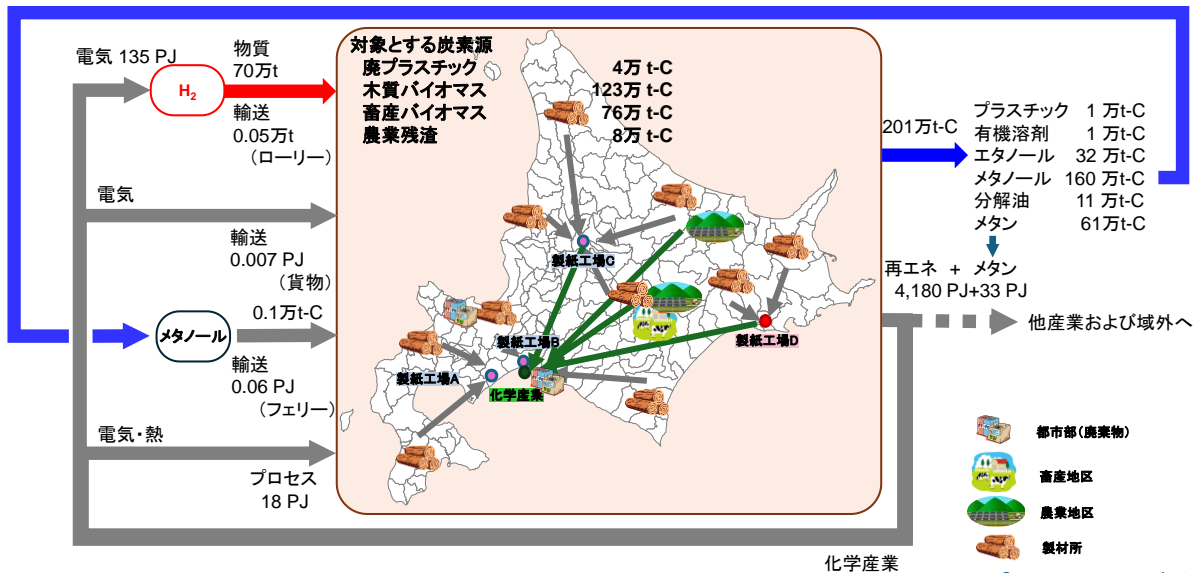 電気 135 PJ
H2
物質
70万t
輸送
0.05万t
（ローリー）
電気
輸送
0.007 PJ
（貨物）
メタノール
0.1万t-C
輸送
0.06 PJ
（フェリー）
電気・熱
プロセス
18 PJ
対象とする炭素源
廃プラスチック 4万 t-C
木質バイオマス 123万 t-C
畜産バイオマス 76万 t-C
農業残渣 8万 t-C
製紙工場C
製紙工場B
製紙工場A
化学産業
製紙工場D
201万t-C
プラスチック 1 万t-C
有機溶剤 1万t-C
エタノール 32 万t-C
メタノール 160 万t-C
分解油 11 万t-C
メタン 61万t-C
再エネ + メタン
4,180 PJ+33 PJ
他産業および域外へ
都市部（廃棄物）
畜産地区
農業地区
製材所
化学産業